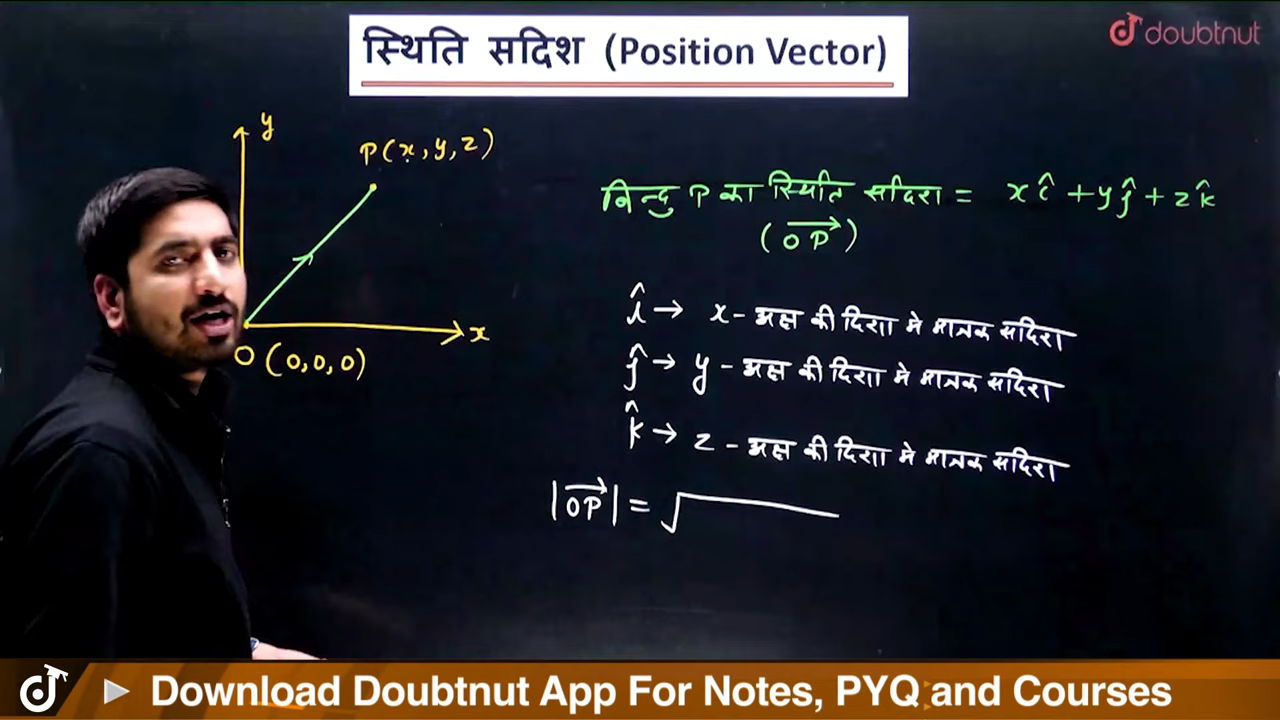 स्थिति सदिश (Position Vector)
doubtnut
y
P(x, y, z)
बिन्दु P का स्थिति सदिश = xî + yĵ + zk̂
(OP→)
x
O (0,0,0)
î → x - अक्ष की दिशा मे मात्रक सदिश
ĵ → y - अक्ष की दिशा मे मात्रक सदिश
k̂ → z - अक्ष की दिशा मे मात्रक सदिश
|OP→| = √
Download Doubtnut App For Notes, PYQ and Courses